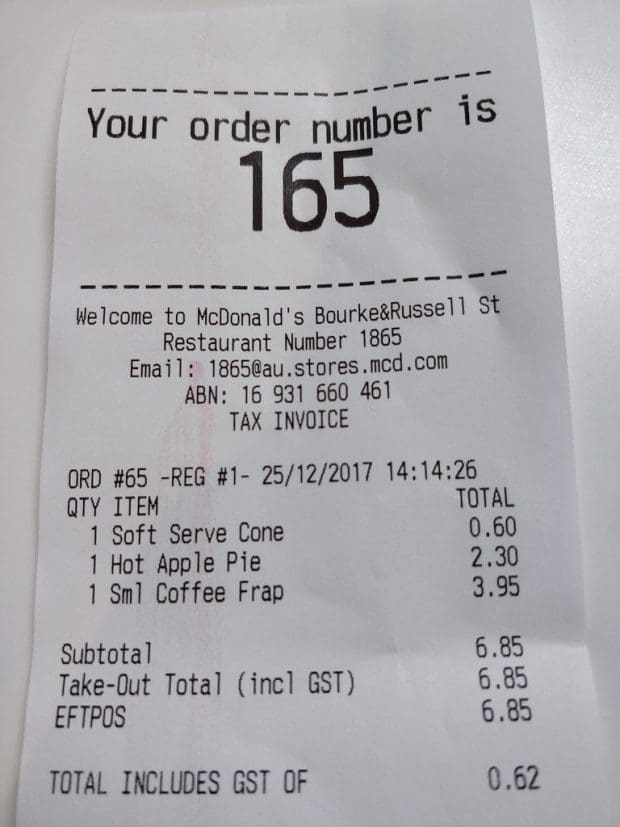 Your order number is
165
Welcome to McDonald's Bourke&Russell St
Restaurant Number 1865
Email: 1865@au.stores.mcd.com
ABN: 16 931 660 461
TAX INVOICE
ORD #65 -REG #1- 25/12/2017 14:14:26
QTY ITEM TOTAL
1 Soft Serve Cone 0.60
1 Hot Apple Pie 2.30
1 Sml Coffee Frap 3.95
Subtotal 6.85
Take-Out Total (incl GST) 6.85
EFTPOS 6.85
TOTAL INCLUDES GST OF 0.62